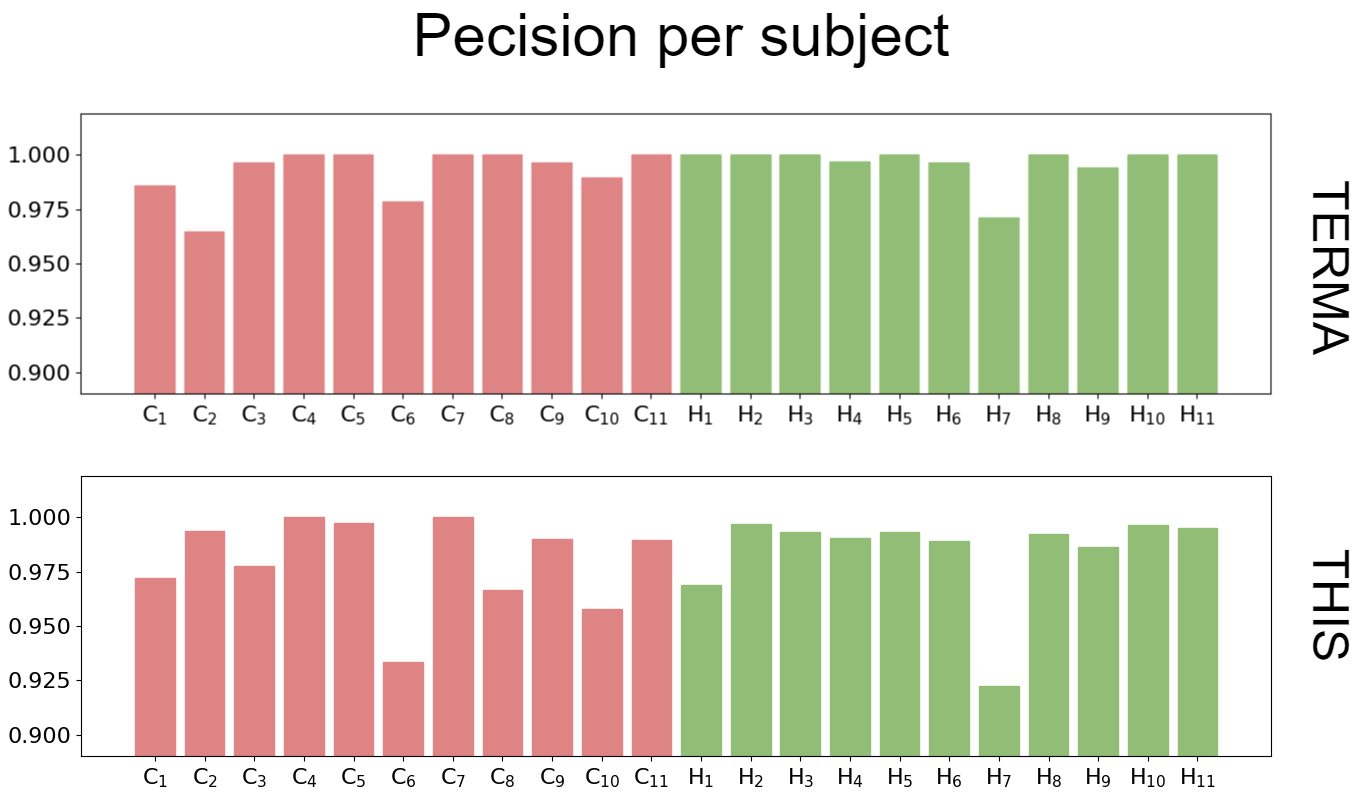 Pecision per subject
1.000
0.975
0.950
0.925
0.900
C₁ C₂ C₃ C₄ C₅ C₆ C₇ C₈ C₉ C₁₀ C₁₁ H₁ H₂ H₃ H₄ H₅ H₆ H₇ H₈ H₉ H₁₀ H₁₁
TERMA
1.000
0.975
0.950
0.925
0.900
C₁ C₂ C₃ C₄ C₅ C₆ C₇ C₈ C₉ C₁₀ C₁₁ H₁ H₂ H₃ H₄ H₅ H₆ H₇ H₈ H₉ H₁₀ H₁₁
THIS